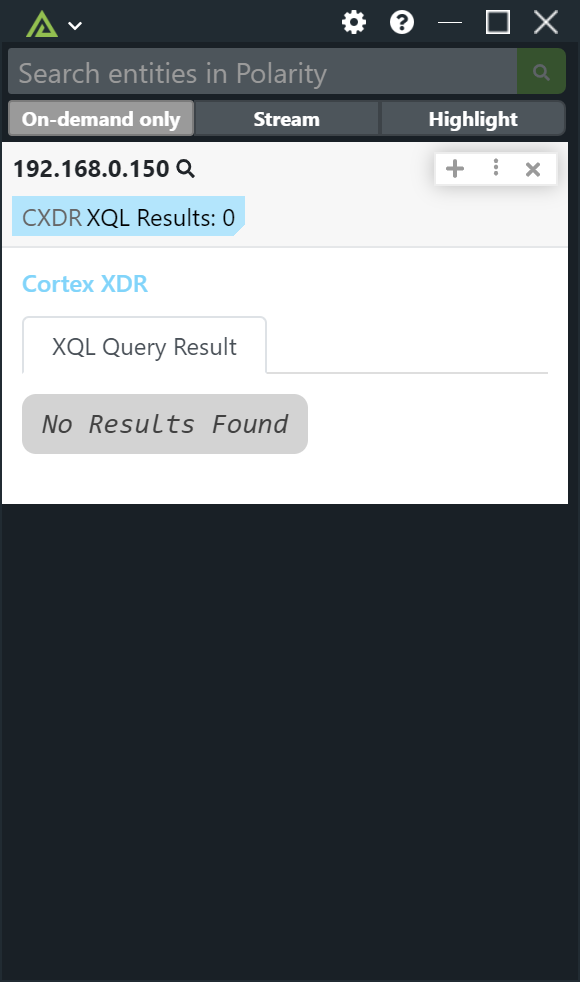 Search entities in Polarity
On-demand only Stream Highlight
192.168.0.150
CXDR XQL Results: 0
Cortex XDR
XQL Query Result
No Results Found